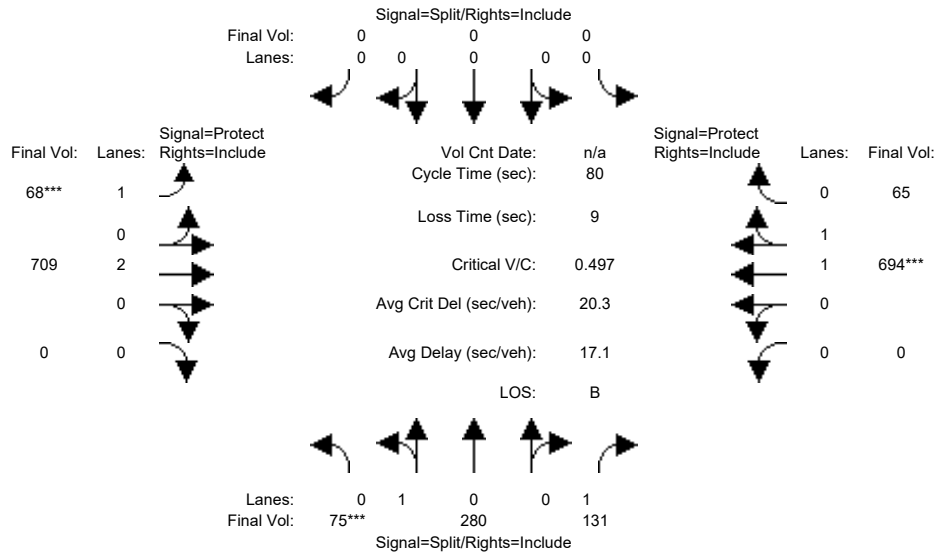 Signal=Split/Rights=Include
Final Vol: 0 0 0
Lanes: 0 0 0 0 0
Signal=Protect Signal=Protect
Final Vol: Lanes: Rights=Include Vol Cnt Date: n/a Rights=Include Lanes: Final Vol:
Cycle Time (sec): 80
68*** 1 0 65
Loss Time (sec): 9
0 1
709 2 Critical V/C: 0.497 1 694***
0 Avg Crit Del (sec/veh): 20.3 0
0 0 Avg Delay (sec/veh): 17.1 0 0
LOS: B
Lanes: 0 1 0 0 1
Final Vol: 75*** 280 131
Signal=Split/Rights=Include